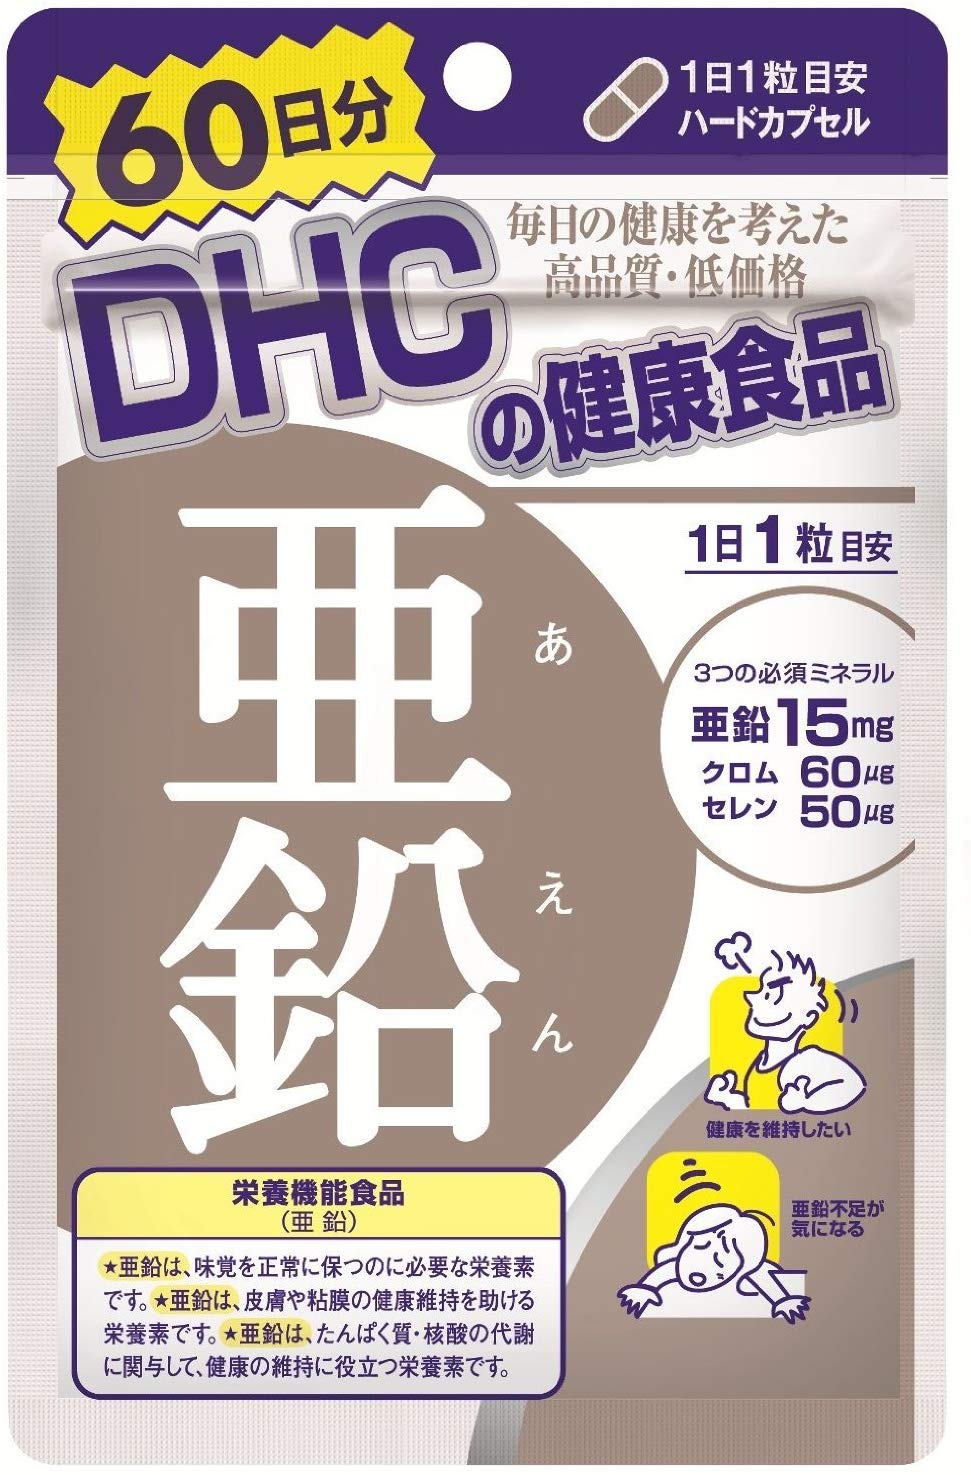 60日分
1日1粒目安
ハードカプセル
毎日の健康を考えた
高品質・低価格
DHC
の健康食品
亜鉛
あえん
1日1粒目安
3つの必須ミネラル
亜鉛15mg
クロム 60μg
セレン 50μg
健康を維持したい
亜鉛不足が
気になる
栄養機能食品
(亜鉛)
★亜鉛は、味覚を正常に保つのに必要な栄養素
です。★亜鉛は、皮膚や粘膜の健康維持を助ける
栄養素です。★亜鉛は、たんぱく質・核酸の代謝
に関与して、健康の維持に役立つ栄養素です。